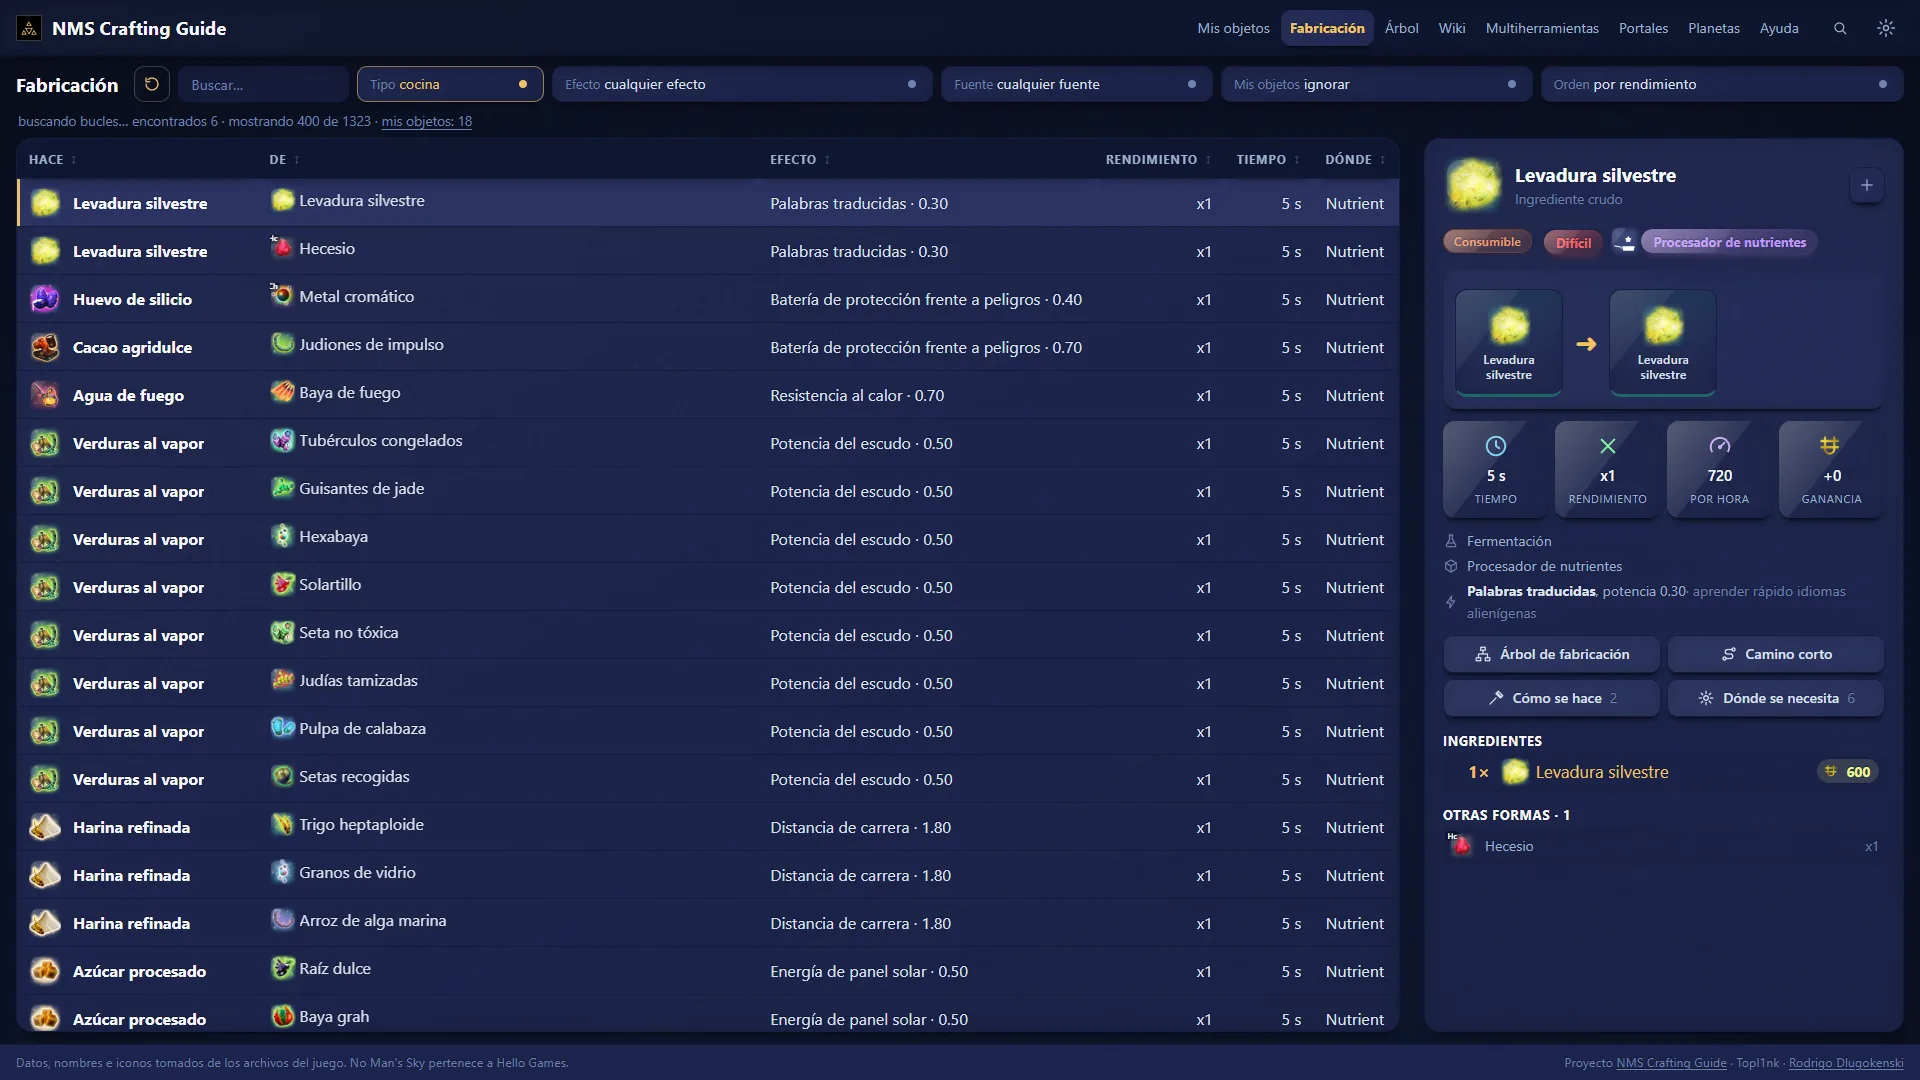 NMS Crafting Guide
Mis objetos Fabricación Árbol Wiki Multiherramientas Portales Planetas Ayuda
Fabricación Buscar... Tipo cocina Efecto cualquier efecto Fuente cualquier fuente Mis objetos ignorar Orden por rendimiento
buscando bucles... encontrados 6 · mostrando 400 de 1323 · mis objetos: 18
HACE DE EFECTO RENDIMIENTO TIEMPO DÓNDE
Levadura silvestre Levadura silvestre Palabras traducidas · 0.30 x1 5 s Nutrient
Levadura silvestre Hc Hecesio Palabras traducidas · 0.30 x1 5 s Nutrient
Huevo de silicio Ch Metal cromático Batería de protección frente a peligros · 0.40 x1 5 s Nutrient
Cacao agridulce Judiones de impulso Batería de protección frente a peligros · 0.70 x1 5 s Nutrient
Agua de fuego Baya de fuego Resistencia al calor · 0.70 x1 5 s Nutrient
Verduras al vapor Tubérculos congelados Potencia del escudo · 0.50 x1 5 s Nutrient
Verduras al vapor Guisantes de jade Potencia del escudo · 0.50 x1 5 s Nutrient
Verduras al vapor Hexabaya Potencia del escudo · 0.50 x1 5 s Nutrient
Verduras al vapor Solartillo Potencia del escudo · 0.50 x1 5 s Nutrient
Verduras al vapor Seta no tóxica Potencia del escudo · 0.50 x1 5 s Nutrient
Verduras al vapor Judías tamizadas Potencia del escudo · 0.50 x1 5 s Nutrient
Verduras al vapor Pulpa de calabaza Potencia del escudo · 0.50 x1 5 s Nutrient
Verduras al vapor Setas recogidas Potencia del escudo · 0.50 x1 5 s Nutrient
Harina refinada Trigo heptaploide Distancia de carrera · 1.80 x1 5 s Nutrient
Harina refinada Granos de vidrio Distancia de carrera · 1.80 x1 5 s Nutrient
Harina refinada Arroz de alga marina Distancia de carrera · 1.80 x1 5 s Nutrient
Azúcar procesado Raíz dulce Energía de panel solar · 0.50 x1 5 s Nutrient
Azúcar procesado Baya grah Energía de panel solar · 0.50 x1 5 s Nutrient
Levadura silvestre
Ingrediente crudo
Consumible Difícil Procesador de nutrientes
Levadura silvestre → Levadura silvestre
5 s x1 720 +0
TIEMPO RENDIMIENTO POR HORA GANANCIA
Fermentación
Procesador de nutrientes
Palabras traducidas, potencia 0.30· aprender rápido idiomas
alienígenas
Árbol de fabricación Camino corto
Cómo se hace 2 Dónde se necesita 6
INGREDIENTES
1× Levadura silvestre 600
OTRAS FORMAS · 1
Hc Hecesio x1
Datos, nombres e iconos tomados de los archivos del juego. No Man's Sky pertenece a Hello Games.
Proyecto NMS Crafting Guide · Topl1nk · Rodrigo Dlugokenski